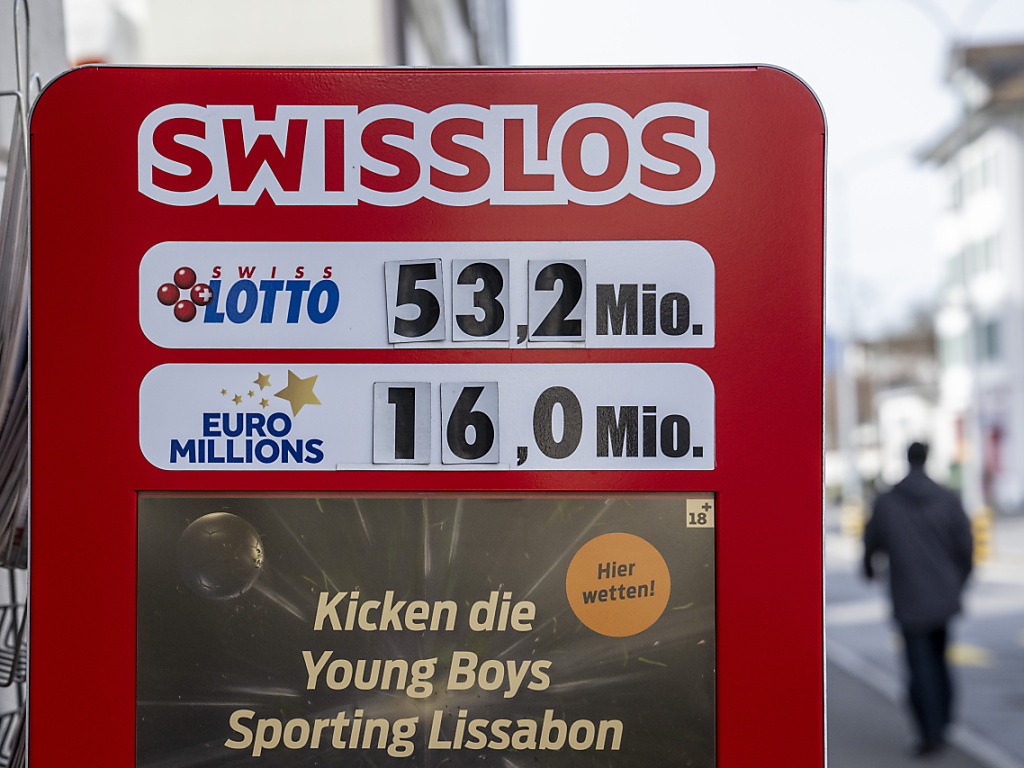 SWISSLOS
SWISS
LOTTO
53,2 Mio.
EURO
MILLIONS
16,0 Mio.
18+
Hier
wetten!
Kicken die
Young Boys
Sporting Lissabon